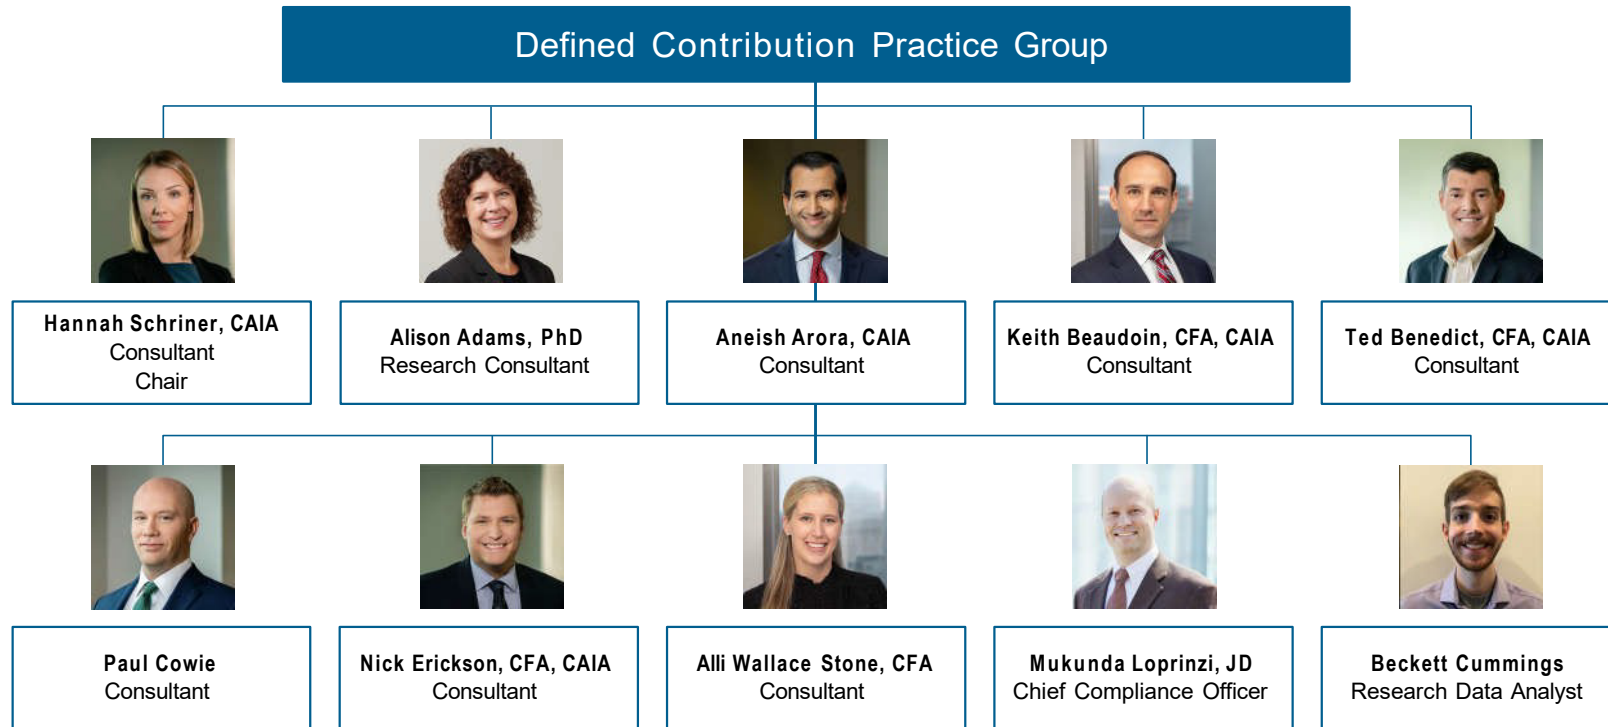 Defined Contribution Practice Group
Hannah Schriner, CAIA
Consultant
Chair
Alison Adams, PhD
Research Consultant
Aneish Arora, CAIA
Consultant
Keith Beaudoin, CFA, CAIA
Consultant
Ted Benedict, CFA, CAIA
Consultant
Paul Cowie
Consultant
Nick Erickson, CFA, CAIA
Consultant
Alli Wallace Stone, CFA
Consultant
Mukunda Loprinzi, JD
Chief Compliance Officer
Beckett Cummings
Research Data Analyst